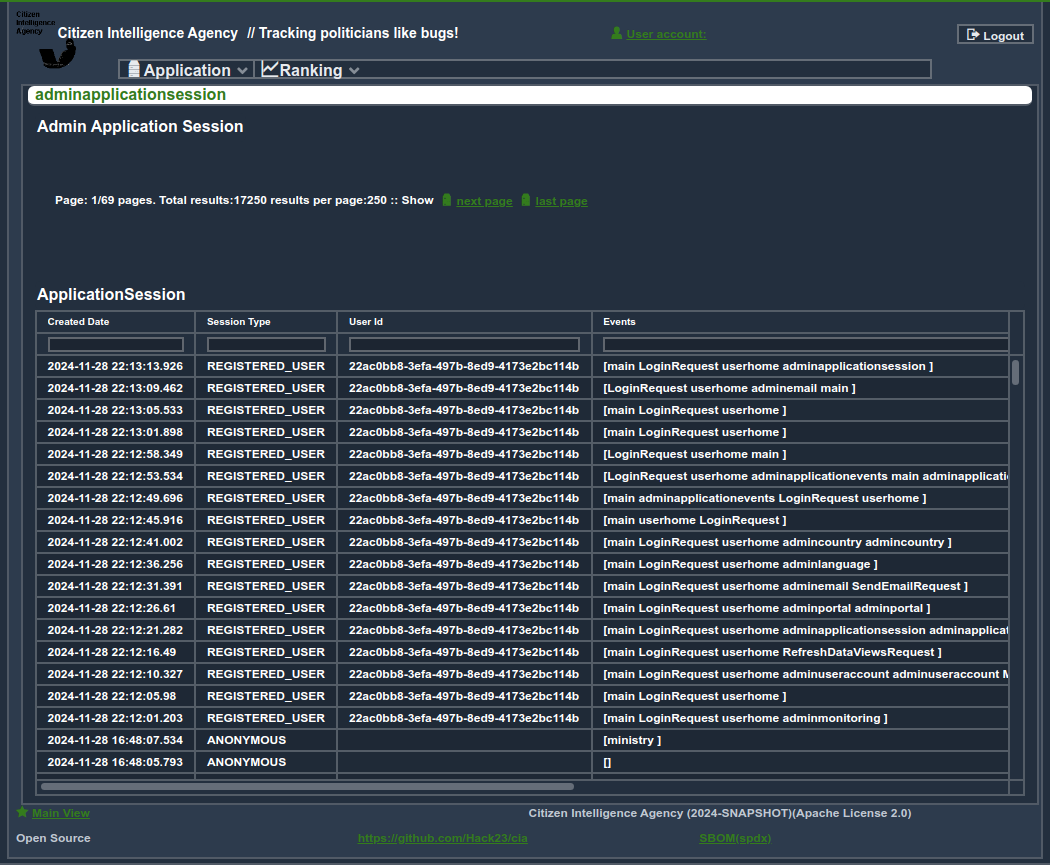 Citizen
Intelligence
Agency
Citizen Intelligence Agency // Tracking politicians like bugs!
User account:
Logout
Application Ranking
adminapplicationsession
Admin Application Session
Page: 1/69 pages. Total results:17250 results per page:250 :: Show next page last page
ApplicationSession
Created Date Session Type User Id Events
2024-11-28 22:13:13.926 REGISTERED_USER 22ac0bb8-3efa-497b-8ed9-4173e2bc114b [main LoginRequest userhome adminapplicationsession ]
2024-11-28 22:13:09.462 REGISTERED_USER 22ac0bb8-3efa-497b-8ed9-4173e2bc114b [LoginRequest userhome adminemail main ]
2024-11-28 22:13:05.533 REGISTERED_USER 22ac0bb8-3efa-497b-8ed9-4173e2bc114b [main LoginRequest userhome ]
2024-11-28 22:13:01.898 REGISTERED_USER 22ac0bb8-3efa-497b-8ed9-4173e2bc114b [main LoginRequest userhome ]
2024-11-28 22:12:58.349 REGISTERED_USER 22ac0bb8-3efa-497b-8ed9-4173e2bc114b [LoginRequest userhome main ]
2024-11-28 22:12:53.534 REGISTERED_USER 22ac0bb8-3efa-497b-8ed9-4173e2bc114b [LoginRequest userhome adminapplicationevents main adminapplicati
2024-11-28 22:12:49.696 REGISTERED_USER 22ac0bb8-3efa-497b-8ed9-4173e2bc114b [main adminapplicationevents LoginRequest userhome ]
2024-11-28 22:12:45.916 REGISTERED_USER 22ac0bb8-3efa-497b-8ed9-4173e2bc114b [main userhome LoginRequest ]
2024-11-28 22:12:41.002 REGISTERED_USER 22ac0bb8-3efa-497b-8ed9-4173e2bc114b [main LoginRequest userhome admincountry admincountry ]
2024-11-28 22:12:36.256 REGISTERED_USER 22ac0bb8-3efa-497b-8ed9-4173e2bc114b [main LoginRequest userhome adminlanguage ]
2024-11-28 22:12:31.391 REGISTERED_USER 22ac0bb8-3efa-497b-8ed9-4173e2bc114b [main LoginRequest userhome adminemail SendEmailRequest ]
2024-11-28 22:12:26.61 REGISTERED_USER 22ac0bb8-3efa-497b-8ed9-4173e2bc114b [main LoginRequest userhome adminportal adminportal ]
2024-11-28 22:12:21.282 REGISTERED_USER 22ac0bb8-3efa-497b-8ed9-4173e2bc114b [main LoginRequest userhome adminapplicationsession adminapplicat
2024-11-28 22:12:16.49 REGISTERED_USER 22ac0bb8-3efa-497b-8ed9-4173e2bc114b [main LoginRequest userhome RefreshDataViewsRequest ]
2024-11-28 22:12:10.327 REGISTERED_USER 22ac0bb8-3efa-497b-8ed9-4173e2bc114b [main LoginRequest userhome adminuseraccount adminuseraccount M
2024-11-28 22:12:05.98 REGISTERED_USER 22ac0bb8-3efa-497b-8ed9-4173e2bc114b [main LoginRequest userhome ]
2024-11-28 22:12:01.203 REGISTERED_USER 22ac0bb8-3efa-497b-8ed9-4173e2bc114b [main LoginRequest userhome adminmonitoring ]
2024-11-28 16:48:07.534 ANONYMOUS [ministry ]
2024-11-28 16:48:05.793 ANONYMOUS []
Main View Citizen Intelligence Agency (2024-SNAPSHOT)(Apache License 2.0)
Open Source https://github.com/Hack23/cia SBOM(spdx)